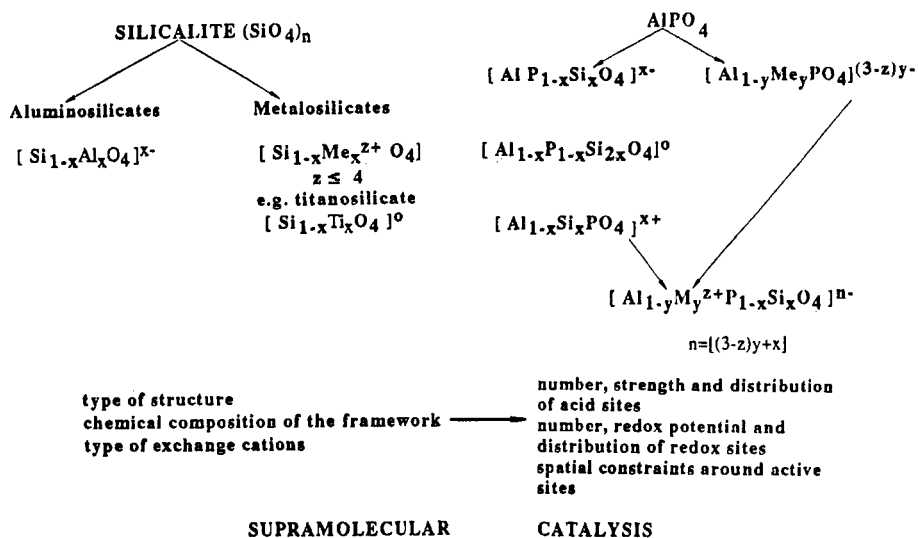 SILICALITE (SiO4)n
Aluminosilicates
[ Si1-xAlxO4]x-
Metalosilicates
[ Si1-xMexz+ O4]
z ≤ 4
e.g. titanosilicate
[ Si1-xTixO4 ]o
AlPO4
[ Al P1-xSixO4]x-
[ Al1-yMeyPO4](3-z)y-
[Al1-xP1-xSi2xO4]o
[ Al1-xSixPO4 ]x+
[ Al1-yMyz+P1-xSixO4 ]n-
n=[(3-z)y+x]
type of structure
chemical composition of the framework
type of exchange cations
number, strength and distribution
of acid sites
number, redox potential and
distribution of redox sites
spatial constraints around active
sites
SUPRAMOLECULAR CATALYSIS